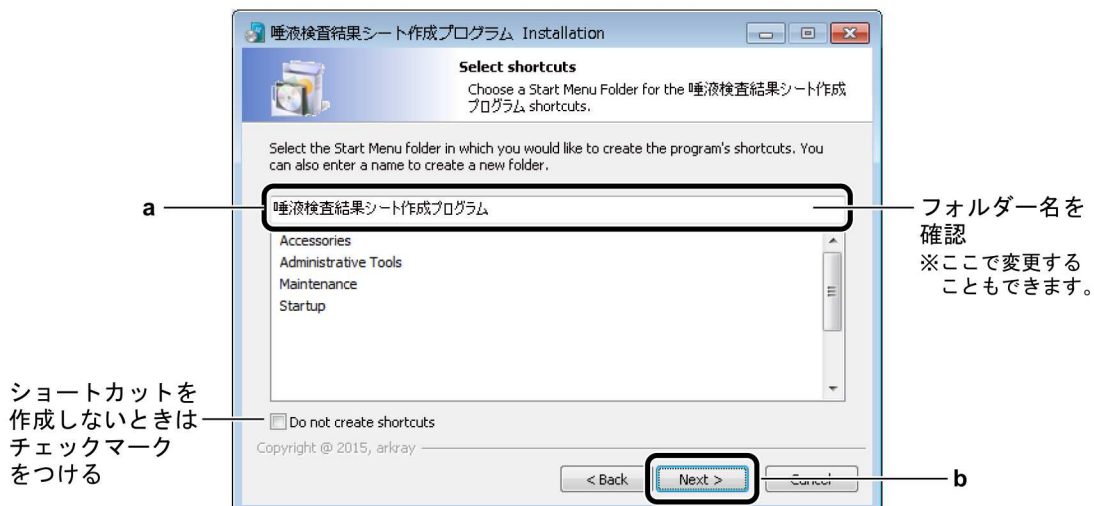 唾液検査結果シート作成プログラム Installation
Select shortcuts
Choose a Start Menu Folder for the 唾液検査結果シート作成
プログラム shortcuts.
Select the Start Menu folder in which you would like to create the program's shortcuts. You
can also enter a name to create a new folder.
a
唾液検査結果シート作成プログラム
フォルダー名を
確認
※ここで変更する
こともできます。
Accessories
Administrative Tools
Maintenance
Startup
ショートカットを
作成しないときは
チェックマーク
をつける
Do not create shortcuts
Copyright @ 2015, arkray
< Back
Next >
Cancel
b